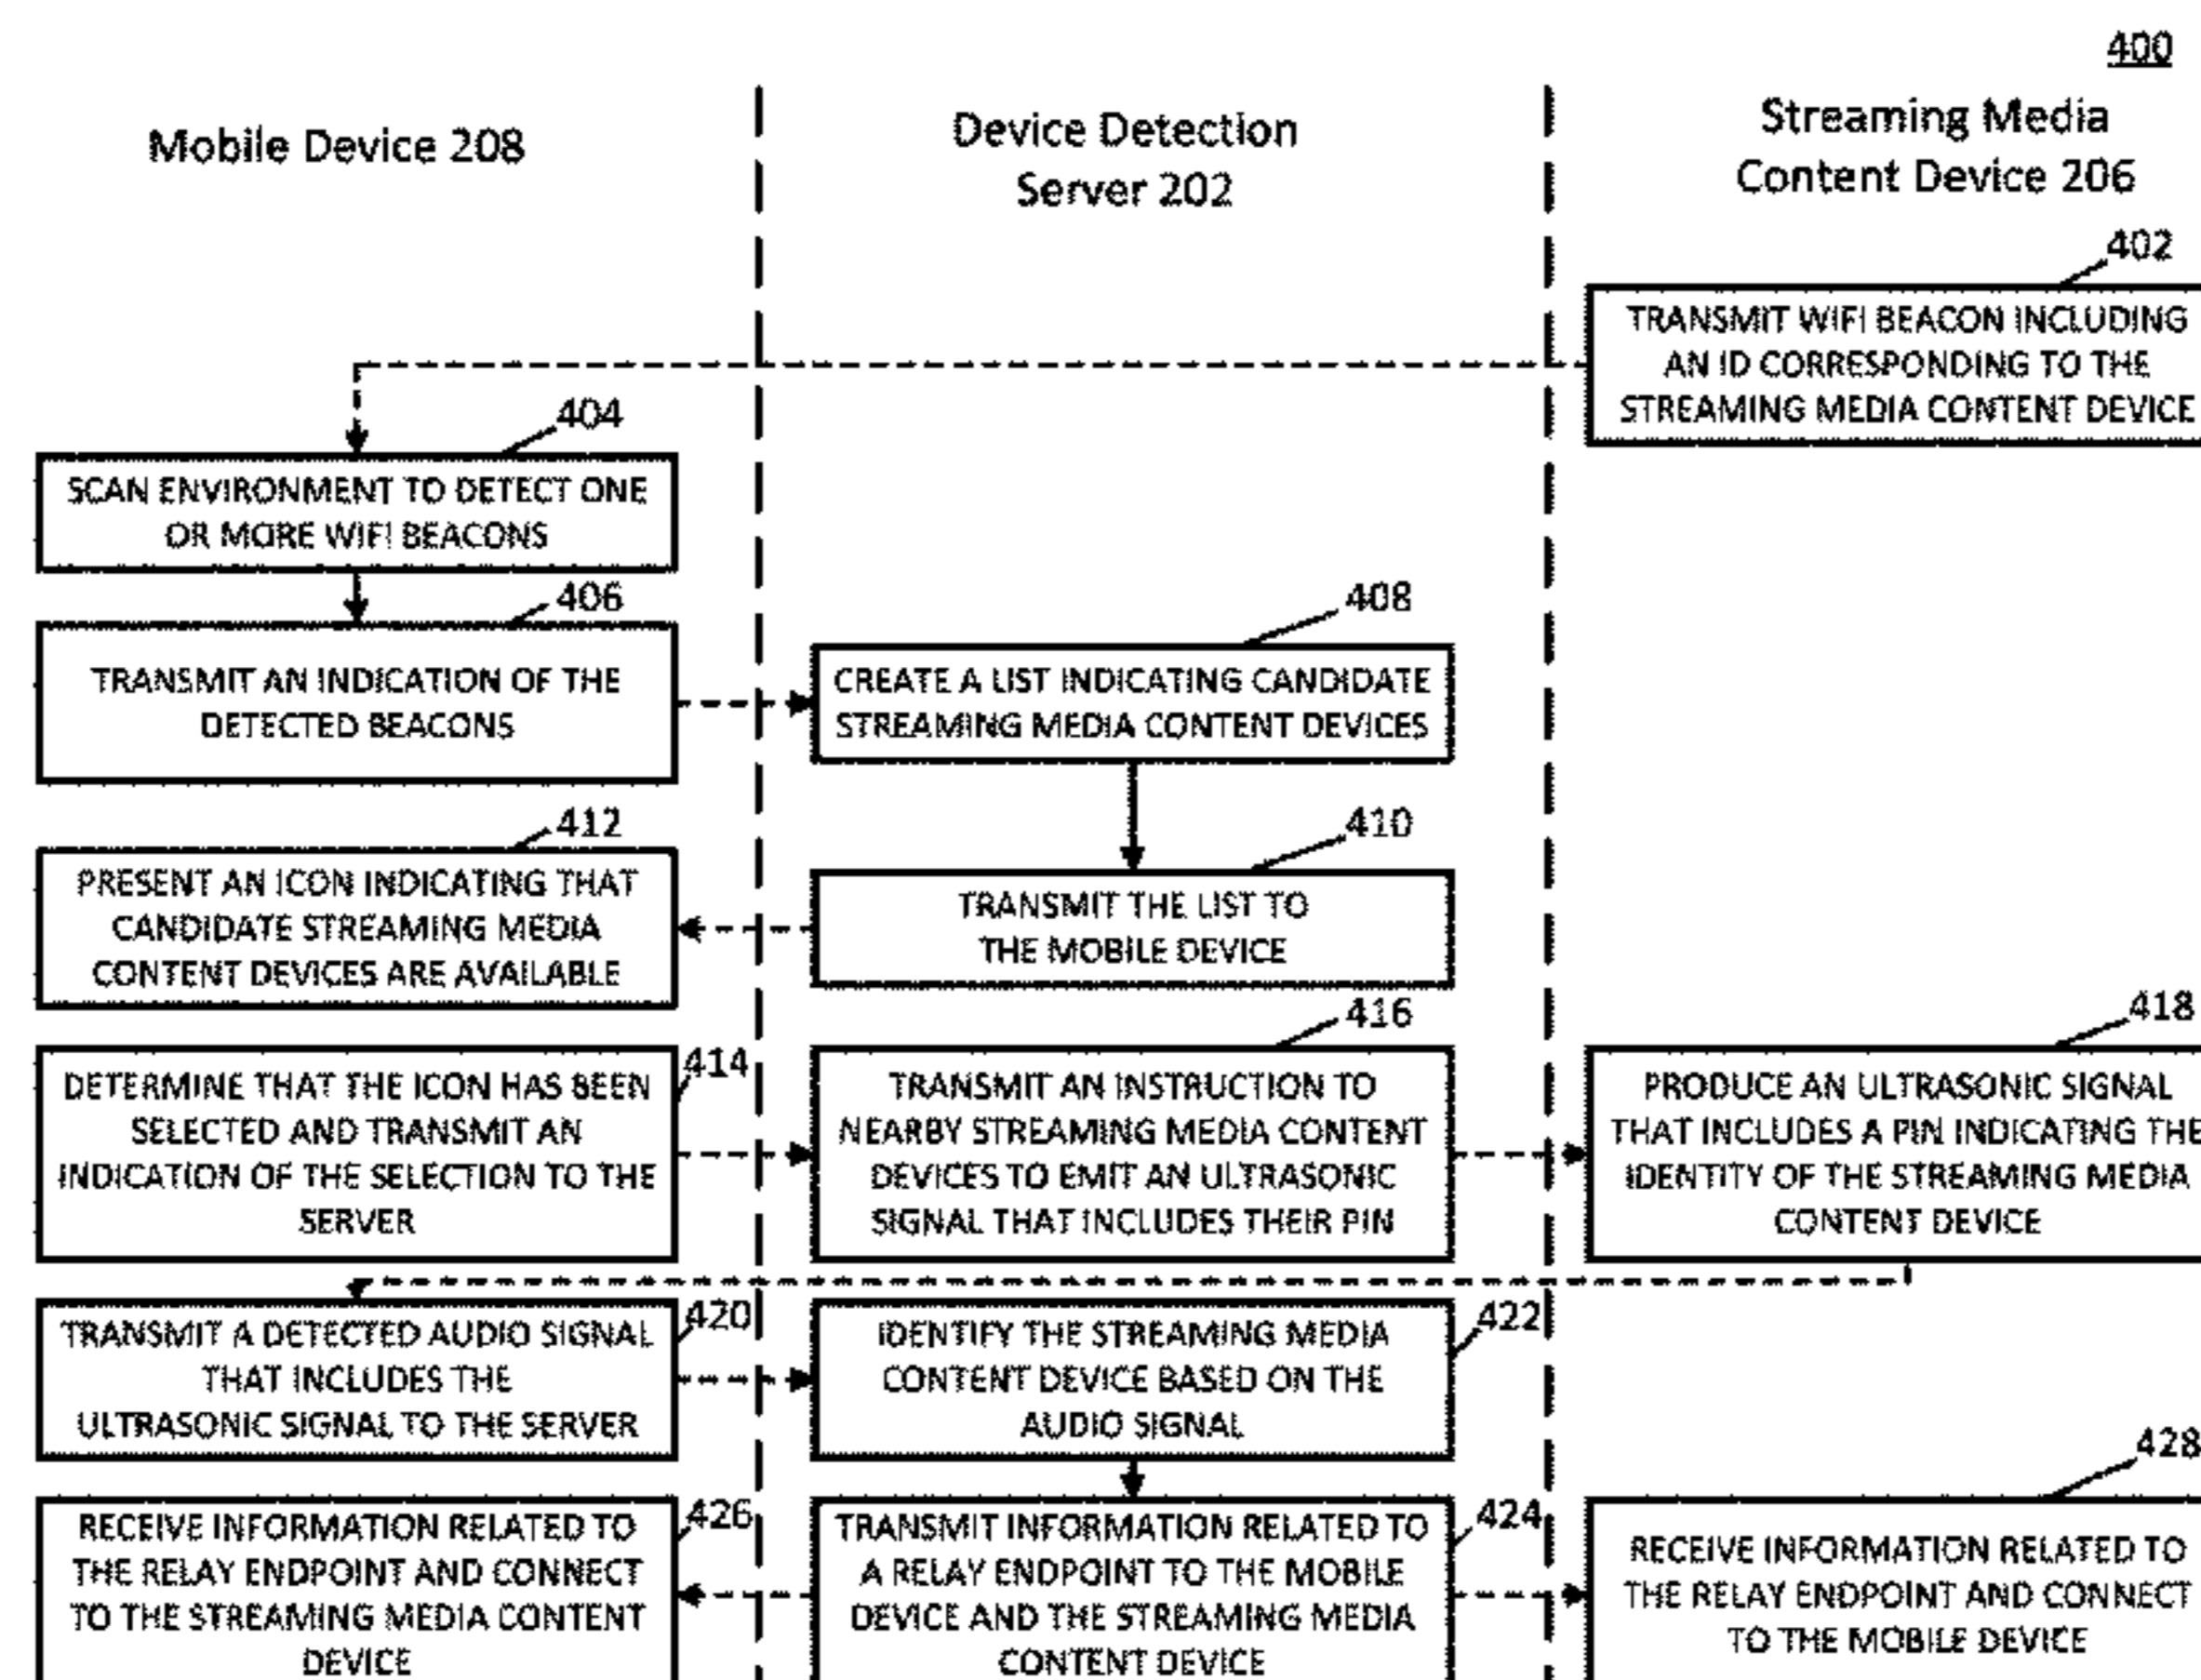 400
Mobile Device 208
Device Detection
Server 202
Streaming Media
Content Device 206
402
TRANSMIT WIFI BEACON INCLUDING
AN ID CORRESPONDING TO THE
STREAMING MEDIA CONTENT DEVICE
404
SCAN ENVIRONMENT TO DETECT ONE
OR MORE WIFI BEACONS
406
TRANSMIT AN INDICATION OF THE
DETECTED BEACONS
408
CREATE A LIST INDICATING CANDIDATE
STREAMING MEDIA CONTENT DEVICES
410
TRANSMIT THE LIST TO
THE MOBILE DEVICE
412
PRESENT AN ICON INDICATING THAT
CANDIDATE STREAMING MEDIA
CONTENT DEVICES ARE AVAILABLE
414
DETERMINE THAT THE ICON HAS BEEN
SELECTED AND TRANSMIT AN
INDICATION OF THE SELECTION TO THE
SERVER
416
TRANSMIT AN INSTRUCTION TO
NEARBY STREAMING MEDIA CONTENT
DEVICES TO EMIT AN ULTRASONIC
SIGNAL THAT INCLUDES THEIR PIN
418
PRODUCE AN ULTRASONIC SIGNAL
THAT INCLUDES A PIN INDICATING THE
IDENTITY OF THE STREAMING MEDIA
CONTENT DEVICE
420
TRANSMIT A DETECTED AUDIO SIGNAL
THAT INCLUDES THE
ULTRASONIC SIGNAL TO THE SERVER
422
IDENTIFY THE STREAMING MEDIA
CONTENT DEVICE BASED ON THE
AUDIO SIGNAL
424
TRANSMIT INFORMATION RELATED TO
A RELAY ENDPOINT TO THE MOBILE
DEVICE AND THE STREAMING MEDIA
CONTENT DEVICE
426
RECEIVE INFORMATION RELATED TO
THE RELAY ENDPOINT AND CONNECT
TO THE STREAMING MEDIA CONTENT
DEVICE
428
RECEIVE INFORMATION RELATED TO
THE RELAY ENDPOINT AND CONNECT
TO THE MOBILE DEVICE